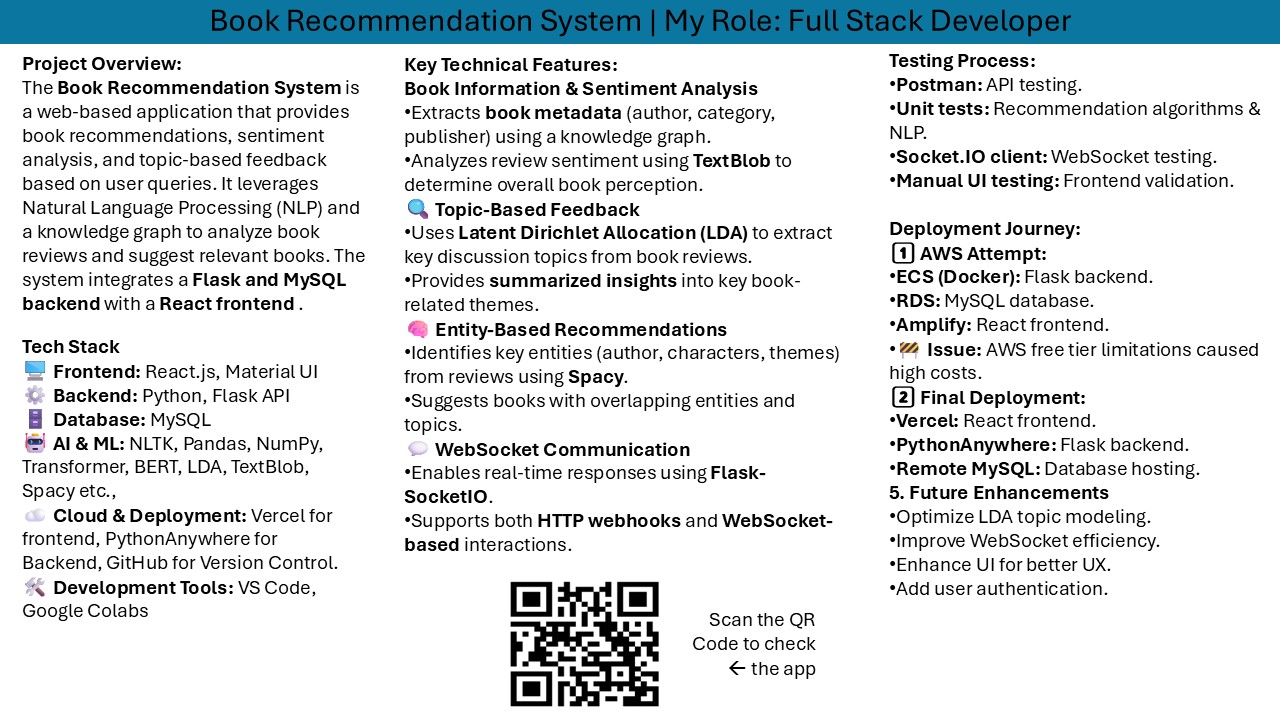 Book Recommendation System | My Role: Full Stack Developer
Project Overview:
The Book Recommendation System is
a web-based application that provides
book recommendations, sentiment
analysis, and topic-based feedback
based on user queries. It leverages
Natural Language Processing (NLP) and
a knowledge graph to analyze book
reviews and suggest relevant books. The
system integrates a Flask and MySQL
backend with a React frontend .
Tech Stack
🖥️ Frontend: React.js, Material UI
⚙️ Backend: Python, Flask API
🗄️ Database: MySQL
🤖 AI & ML: NLTK, Pandas, NumPy,
Transformer, BERT, LDA, TextBlob,
Spacy etc.,
☁️ Cloud & Deployment: Vercel for
frontend, PythonAnywhere for
Backend, GitHub for Version Control.
🛠️ Development Tools: VS Code,
Google Colabs
Key Technical Features:
Book Information & Sentiment Analysis
•Extracts book metadata (author, category,
publisher) using a knowledge graph.
•Analyzes review sentiment using TextBlob to
determine overall book perception.
🔍 Topic-Based Feedback
•Uses Latent Dirichlet Allocation (LDA) to extract
key discussion topics from book reviews.
•Provides summarized insights into key book-
related themes.
🧠 Entity-Based Recommendations
•Identifies key entities (author, characters, themes)
from reviews using Spacy.
•Suggests books with overlapping entities and
topics.
💬 WebSocket Communication
•Enables real-time responses using Flask-
SocketIO.
•Supports both HTTP webhooks and WebSocket-
based interactions.
Scan the QR
Code to check
← the app
Testing Process:
•Postman: API testing.
•Unit tests: Recommendation algorithms &
NLP.
•Socket.IO client: WebSocket testing.
•Manual UI testing: Frontend validation.
Deployment Journey:
1️⃣ AWS Attempt:
•ECS (Docker): Flask backend.
•RDS: MySQL database.
•Amplify: React frontend.
•🚧 Issue: AWS free tier limitations caused
high costs.
2️⃣ Final Deployment:
•Vercel: React frontend.
•PythonAnywhere: Flask backend.
•Remote MySQL: Database hosting.
5. Future Enhancements
•Optimize LDA topic modeling.
•Improve WebSocket efficiency.
•Enhance UI for better UX.
•Add user authentication.